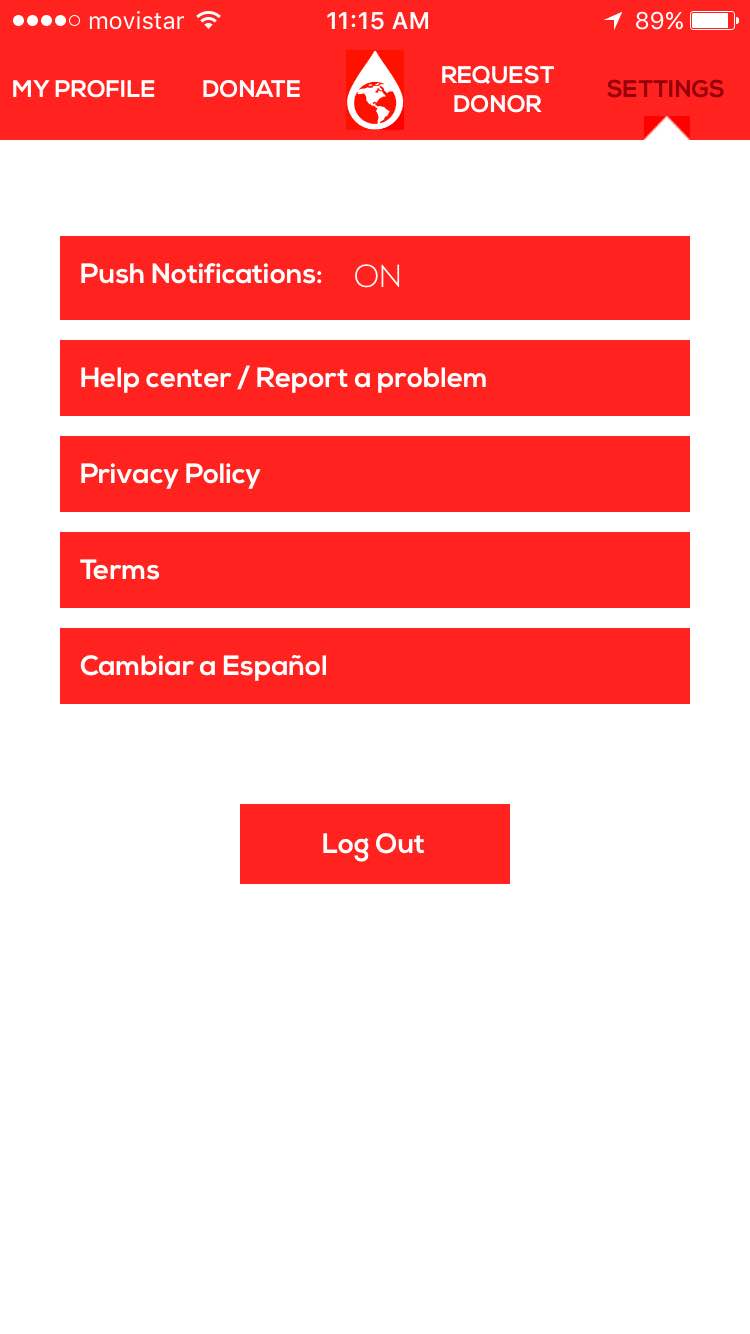 movistar 11:15 AM 89%
MY PROFILE DONATE REQUEST DONOR SETTINGS
Push Notifications: ON
Help center / Report a problem
Privacy Policy
Terms
Cambiar a Español
Log Out